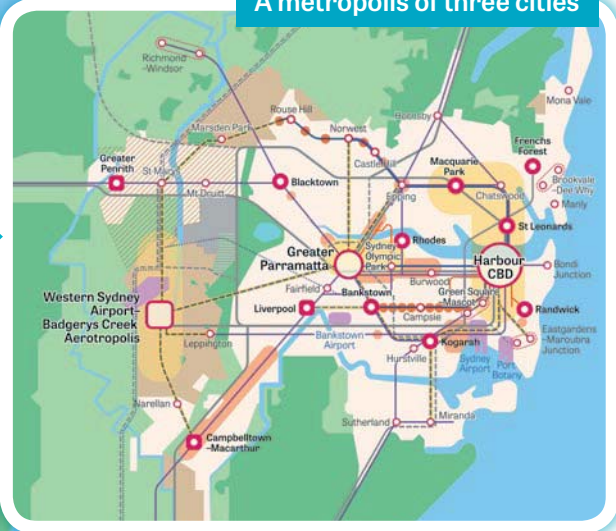 A metropolis of three cities
Richmond
-Windsor
Mona Vale
Hornsby
Rouse Hill
Marsden Park
Norwest
Frenchs
Forest
Castle Hill
Macquarie
Park
Greater
Penrith
St Marys
Blacktown
Brookvale
-Dee Why
Mt Druitt
Epping
Chatswood
Manly
St Leonards
Greater
Parramatta
Sydney
Olympic
Park
Rhodes
Harbour
CBD
Bondi
Junction
Burwood
Fairfield
Bankstown
Green Square
-Mascot
Western Sydney
Airport-
Badgerys Creek
Aerotropolis
Liverpool
Campsie
Randwick
Leppington
Bankstown
Airport
Kogarah
Eastgardens
-Maroubra
Junction
Hurstville
Sydney
Airport
Port
Botany
Narellan
Sutherland
Miranda
Campbelltown
-Macarthur